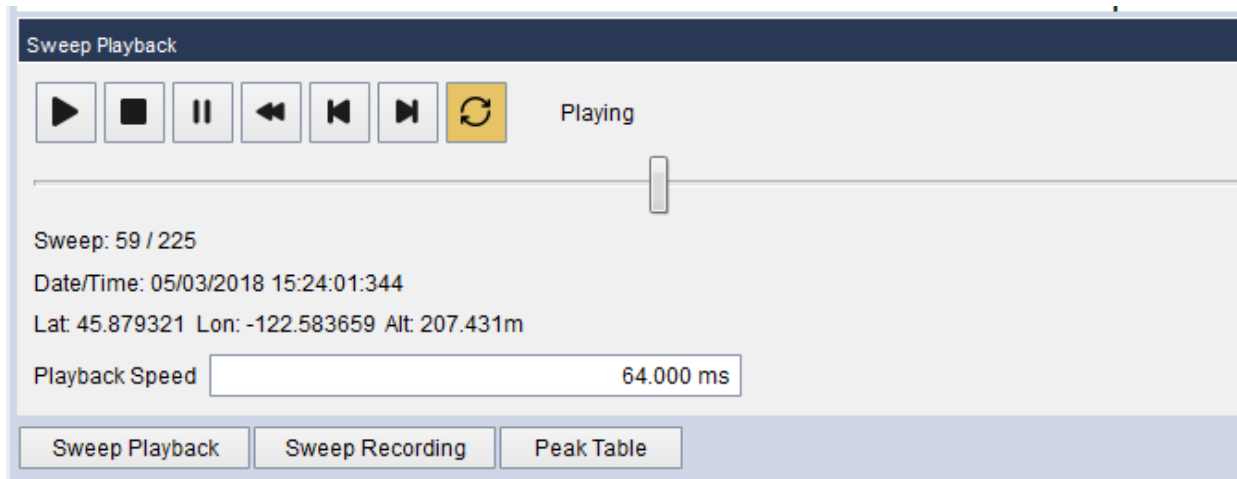 Sweep Playback
Playing
Sweep: 59 / 225
Date/Time: 05/03/2018 15:24:01:344
Lat: 45.879321 Lon: -122.583659 Alt: 207.431m
Playback Speed 64.000 ms
Sweep Playback Sweep Recording Peak Table